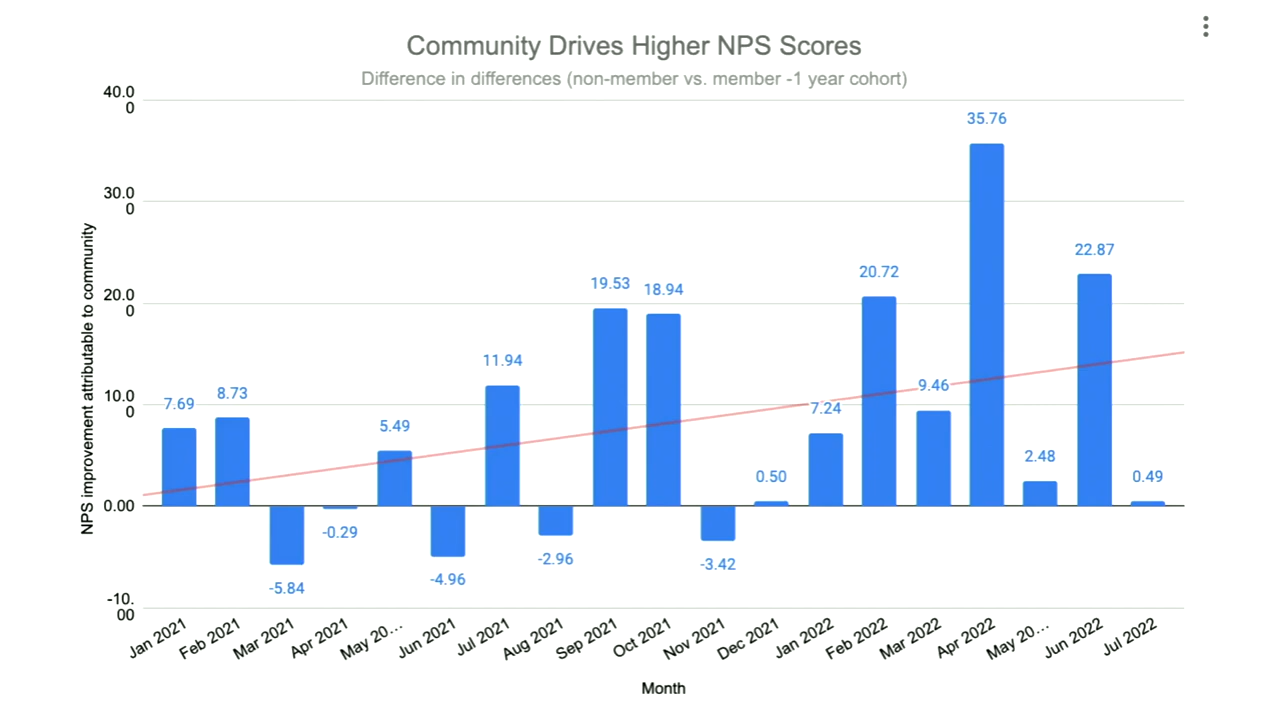 Community Drives Higher NPS Scores
Difference in differences (non-member vs. member -1 year cohort)
NPS improvement attributable to community
40.0
0
30.0
0
20.0
0
10.0
0
0.00
-10.
00
7.69
8.73
-5.84
-0.29
5.49
-4.96
11.94
-2.96
19.53
18.94
-3.42
0.50
7.24
20.72
9.46
35.76
2.48
22.87
0.49
Jan 2021
Feb 2021
Mar 2021
Apr 2021
May 20...
Jun 2021
Jul 2021
Aug 2021
Sep 2021
Oct 2021
Nov 2021
Dec 2021
Jan 2022
Feb 2022
Mar 2022
Apr 2022
May 20...
Jun 2022
Jul 2022
Month